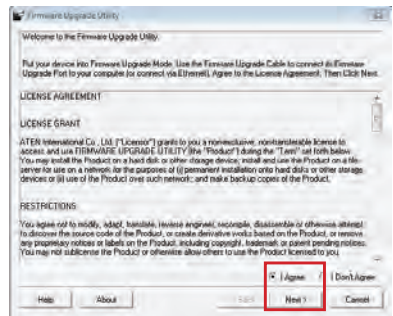 Firmware Upgrade Utility
Welcome to the Firmware Upgrade Utility.
Put your device into Firmware Upgrade Mode. Use the Firmware Upgrade Cable to connect its Firmware
Upgrade Port to your computer (or connect via Ethernet). Agree to the License Agreement. Then Click Next.
LICENSE AGREEMENT
LICENSE GRANT
ATEN International Co., Ltd. ("Licensor") grants to you a nonexclusive, nontransferable license to
access and use FIRMWARE UPGRADE UTILITY (the "Product") during the "Term" set forth below.
You may install the Product on a hard disk or other storage device; install and use the Product on a file
server for use on a network for the purposes of (i) permanent installation onto hard disks or other storage
devices or (ii) use of the Product over such network; and make backup copies of the Product.
RESTRICTIONS
You agree not to modify, adapt, translate, reverse engineer, recompile, disassemble or otherwise attempt
to discover the source code of the Product, or create derivative works based on the Product, or remove
any proprietary notices or labels on the Product, including copyright, trademark or patent pending notices.
You may not sublicense the Product or otherwise allow others to use the Product licensed to you.
I Agree / I Don't Agree
Help About Next > Cancel